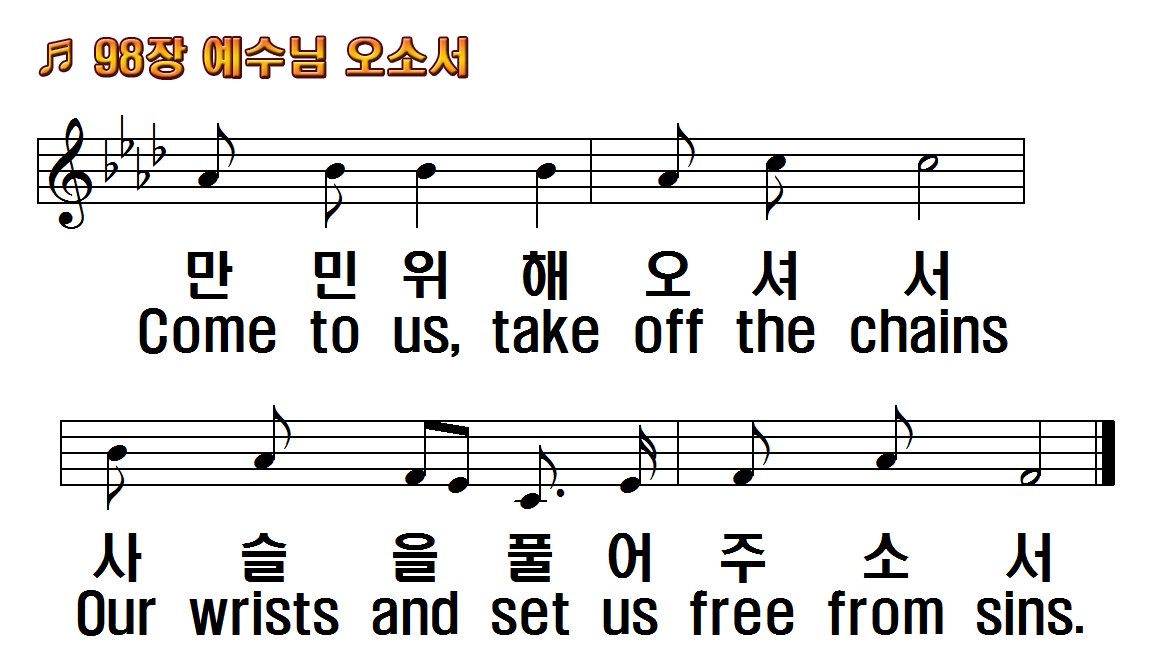 ♬ 98장 예수님 오소서
만 민 위 해 오 셔 서
Come to us, take off the chains
사 슬 을 풀 어 주 소 서
Our wrists and set us free from sins.